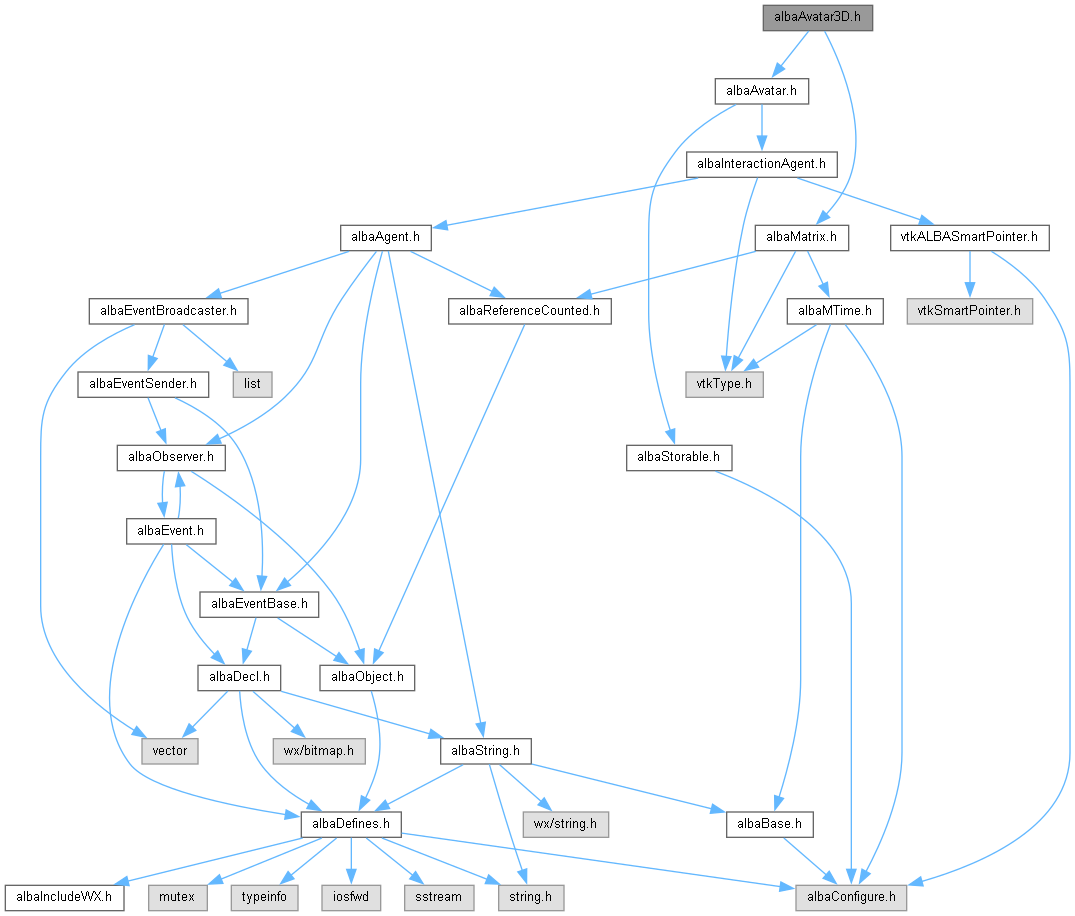 albaAvatar3D.h
albaAvatar.h
albaInteractionAgent.h
albaAgent.h
albaMatrix.h
vtkALBASmartPointer.h
albaEventBroadcaster.h
albaReferenceCounted.h
albaMTime.h
vtkSmartPointer.h
albaEventSender.h
list
vtkType.h
albaObserver.h
albaStorable.h
albaEvent.h
albaEventBase.h
albaDecl.h
albaObject.h
vector
wx/bitmap.h
albaString.h
albaDefines.h
wx/string.h
albaBase.h
albaIncludeWX.h
mutex
typeinfo
iosfwd
sstream
string.h
albaConfigure.h